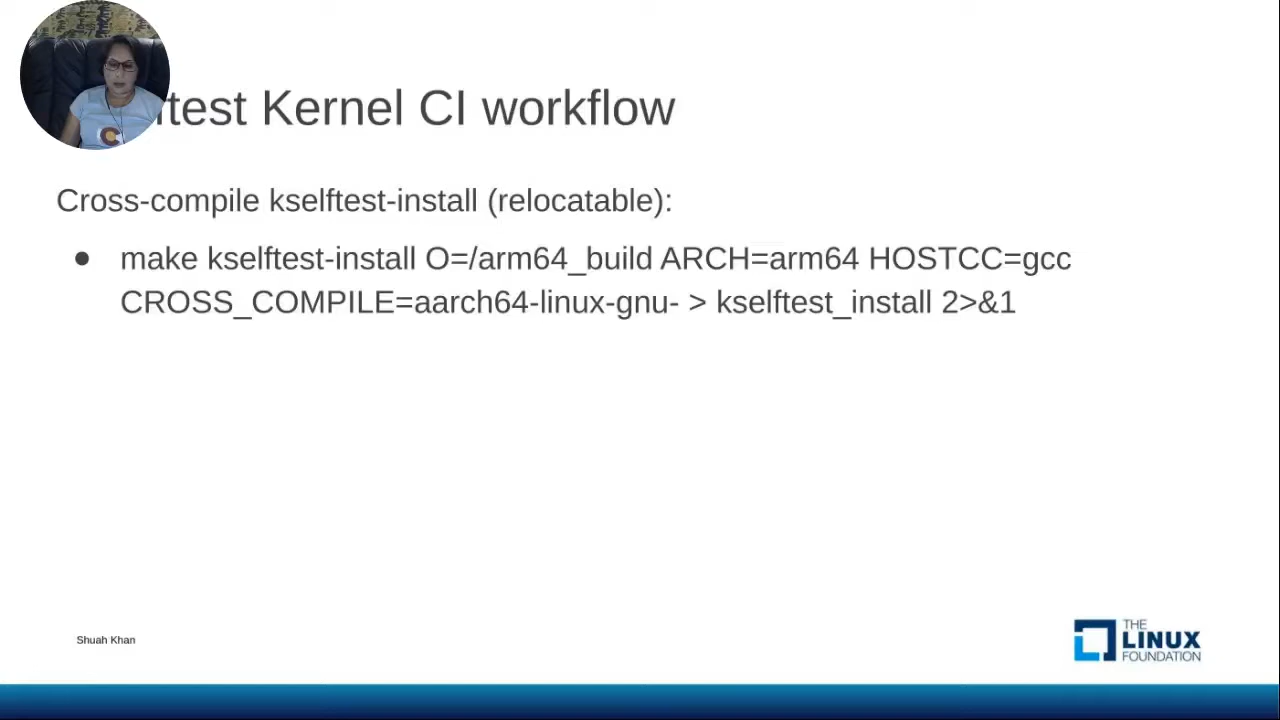 test Kernel CI workflow
Cross-compile kselftest-install (relocatable):
● make kselftest-install O=/arm64_build ARCH=arm64 HOSTCC=gcc
CROSS_COMPILE=aarch64-linux-gnu- > kselftest_install 2>&1
Shuah Khan
THE
LINUX
FOUNDATION